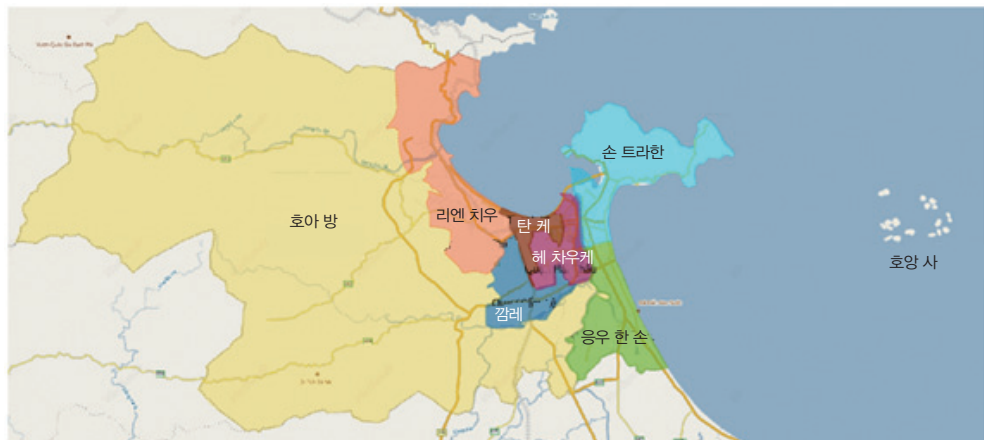 손 트라한
호아 방
리엔 치우
탄 케
헤 차우케
호앙 사
깜레
응우 한 손